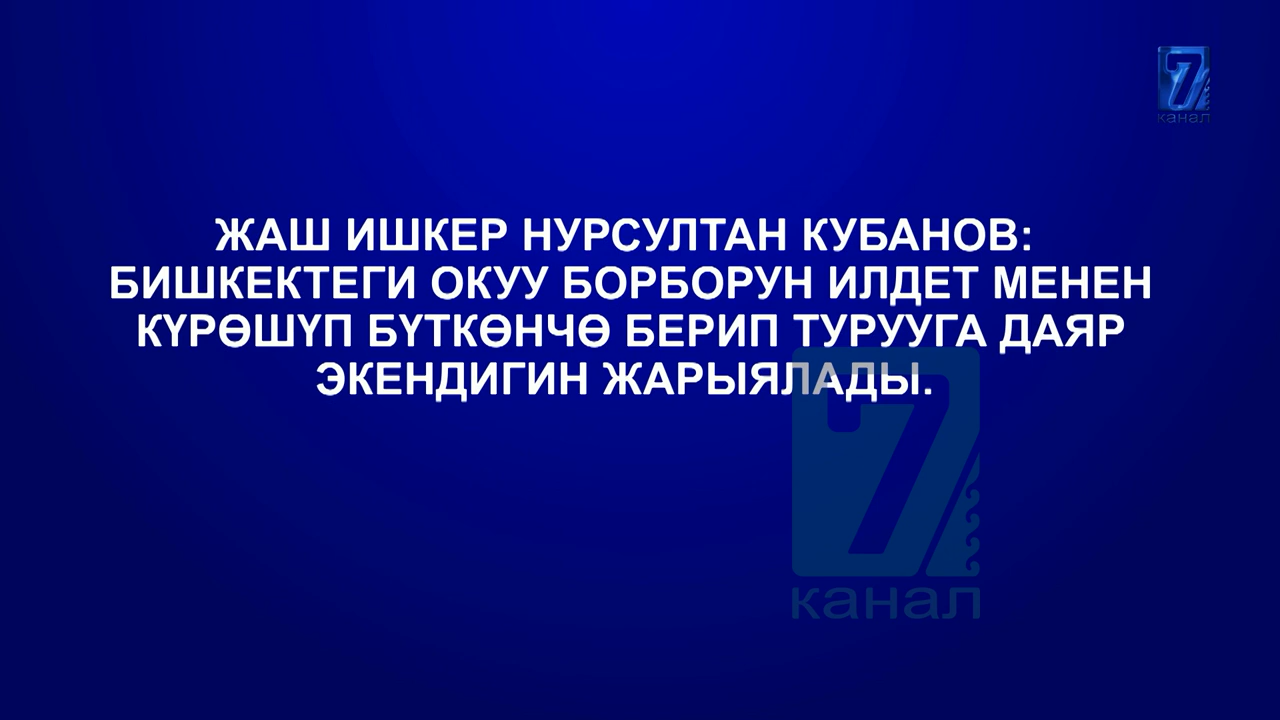 7
канал
ЖАШ ИШКЕР НУРСУЛТАН КУБАНОВ:
БИШКЕКТЕГИ ОКУУ БОРБОРУН ИЛДЕТ МЕНЕН
КҮРӨШҮП БҮТКӨНЧӨ БЕРИП ТУРУУГА ДАЯР
ЭКЕНДИГИН ЖАРЫЯЛАДЫ.
7
канал